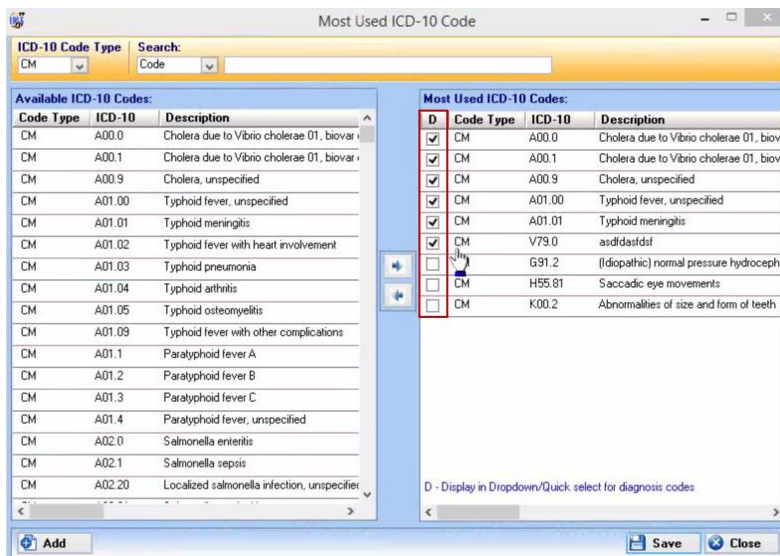 Most Used ICD-10 Code
ICD-10 Code Type Search:
CM Code
Available ICD-10 Codes:
Code Type ICD-10 Description
CM A00.0 Cholera due to Vibrio cholerae 01, biovar
CM A00.1 Cholera due to Vibrio cholerae 01, biovar
CM A00.9 Cholera, unspecified
CM A01.00 Typhoid fever, unspecified
CM A01.01 Typhoid meningitis
CM A01.02 Typhoid fever with heart involvement
CM A01.03 Typhoid pneumonia
CM A01.04 Typhoid arthritis
CM A01.05 Typhoid osteomyelitis
CM A01.09 Typhoid fever with other complications
CM A01.1 Paratyphoid fever A
CM A01.2 Paratyphoid fever B
CM A01.3 Paratyphoid fever C
CM A01.4 Paratyphoid fever, unspecified
CM A02.0 Salmonella enteritis
CM A02.1 Salmonella sepsis
CM A02.20 Localized salmonella infection, unspecified
Most Used ICD-10 Codes:
D Code Type ICD-10 Description
CM A00.0 Cholera due to Vibrio cholerae 01, biov
CM A00.1 Cholera due to Vibrio cholerae 01, biov
CM A00.9 Cholera, unspecified
CM A01.00 Typhoid fever, unspecified
CM A01.01 Typhoid meningitis
CM V79.0 asdfdasfdsf
G91.2 (Idiopathic) normal pressure hydroceph
CM H55.81 Saccadic eye movements
CM K00.2 Abnormalities of size and form of teeth
D - Display in Dropdown/Quick select for diagnosis codes
Add Save Close